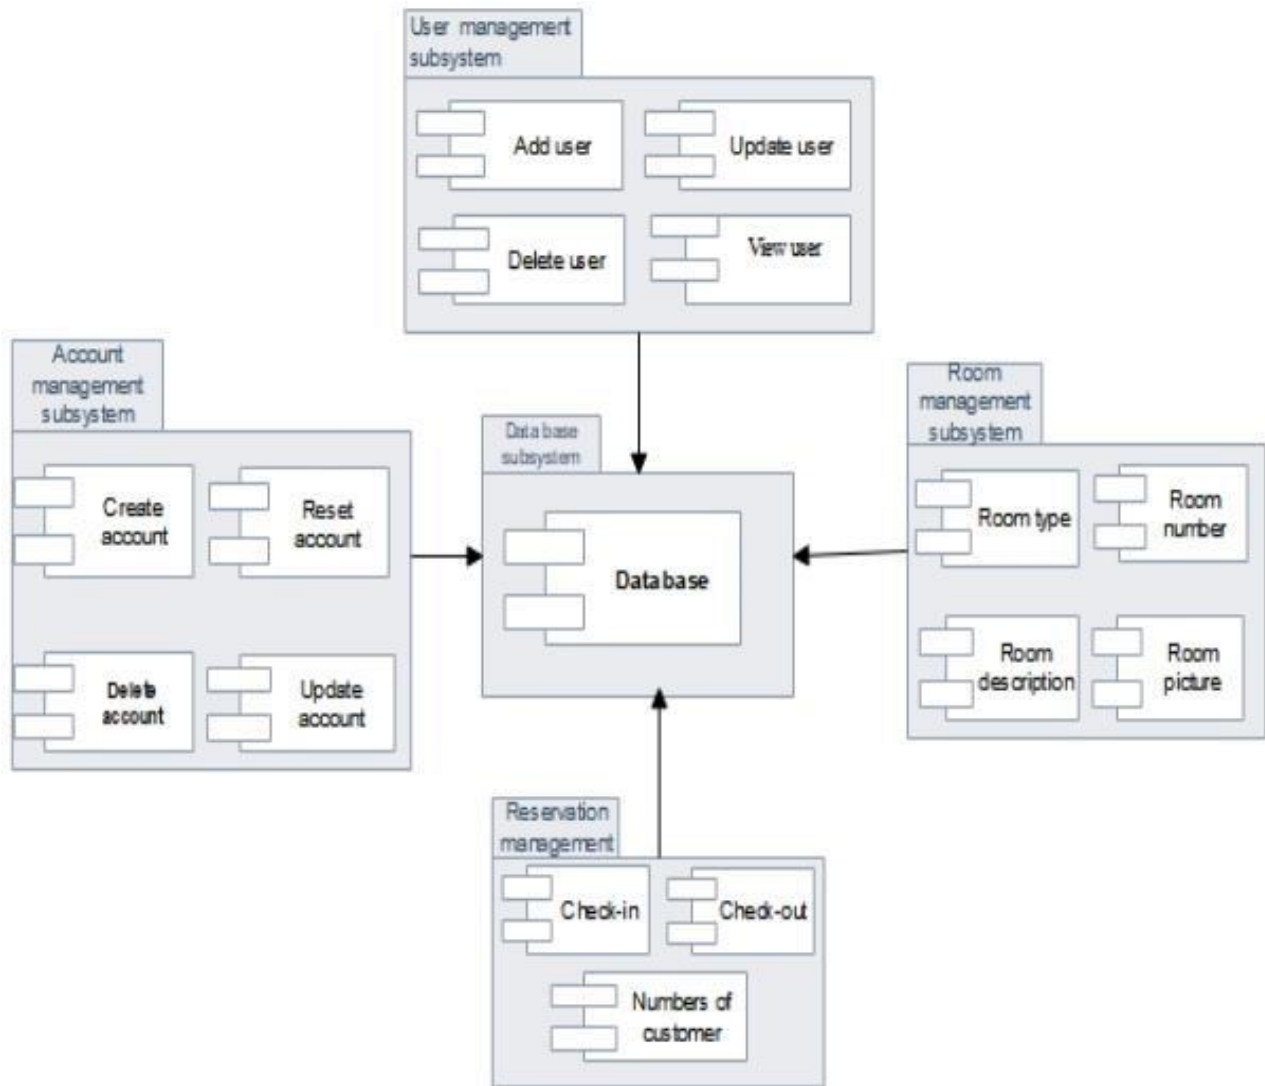 User management
subsystem
Add user
Update user
Delete user
View user
Account
management
subsystem
Create
account
Reset
account
Delete
account
Update
account
Database
subsystem
Database
Room
management
subsystem
Room type
Room
number
Room
description
Room
picture
Reservation
management
Check-in
Check-out
Numbers of
customer